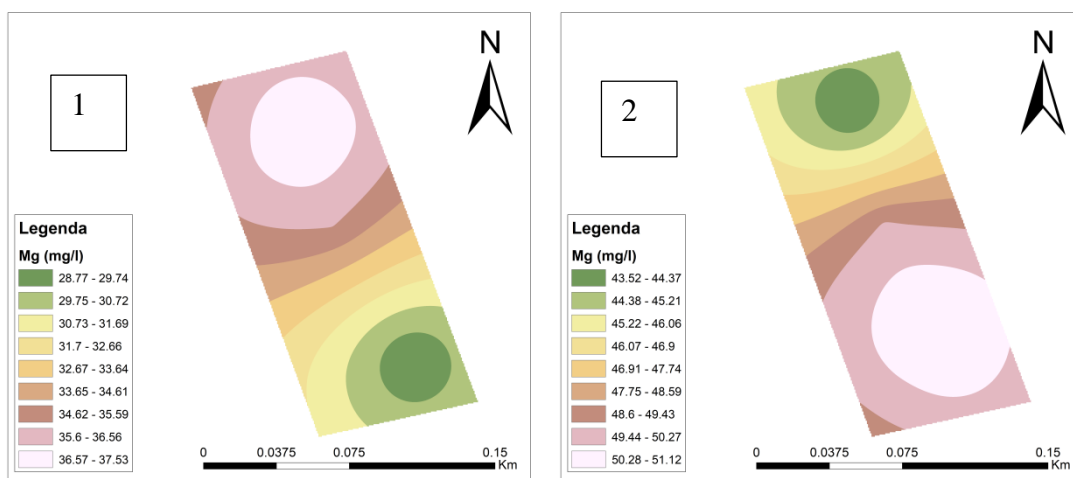 N
1
Legenda
Mg (mg/l)
28.77 - 29.74
29.75 - 30.72
30.73 - 31.69
31.7 - 32.66
32.67 - 33.64
33.65 - 34.61
34.62 - 35.59
35.6 - 36.56
36.57 - 37.53
0 0.0375 0.075 0.15
Km
N
2
Legenda
Mg (mg/l)
43.52 - 44.37
44.38 - 45.21
45.22 - 46.06
46.07 - 46.9
46.91 - 47.74
47.75 - 48.59
48.6 - 49.43
49.44 - 50.27
50.28 - 51.12
0 0.0375 0.075 0.15
Km